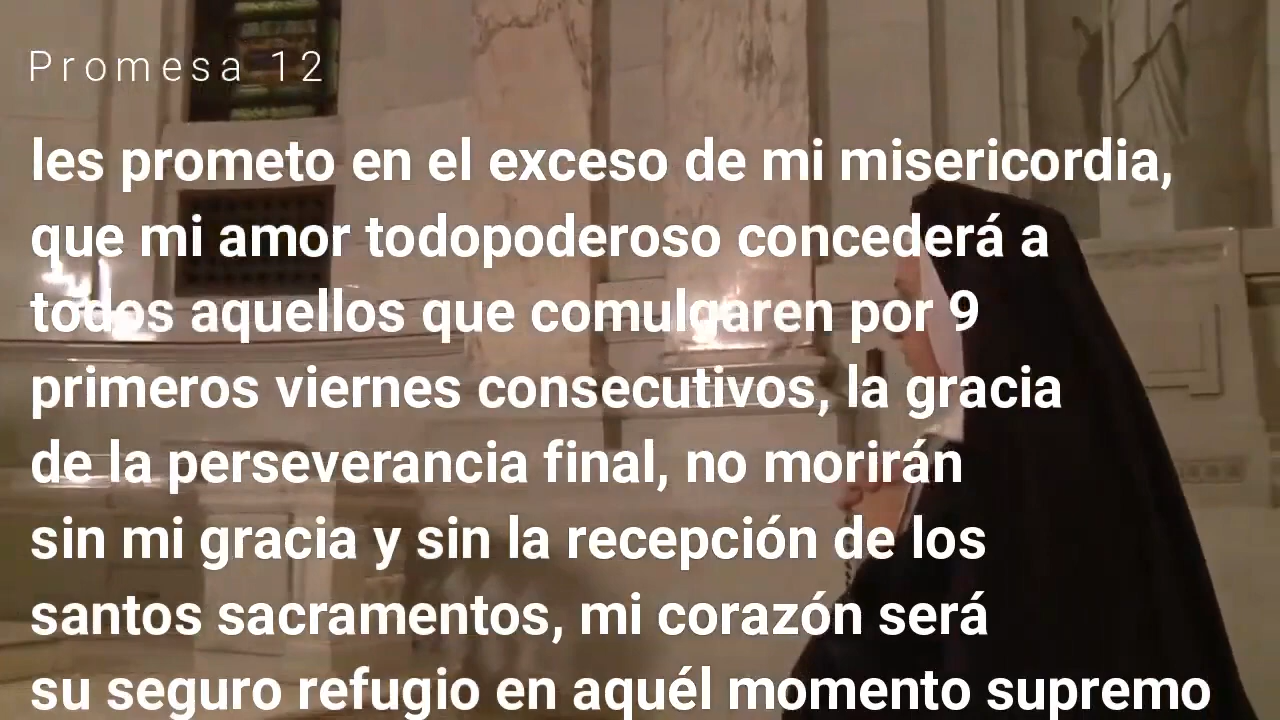 Promesa 12
les prometo en el exceso de mi misericordia,
que mi amor todopoderoso concederá a
todos aquellos que comulgaren por 9
primeros viernes consecutivos, la gracia
de la perseverancia final, no morirán
sin mi gracia y sin la recepción de los
santos sacramentos, mi corazón será
su seguro refugio en aquél momento supremo